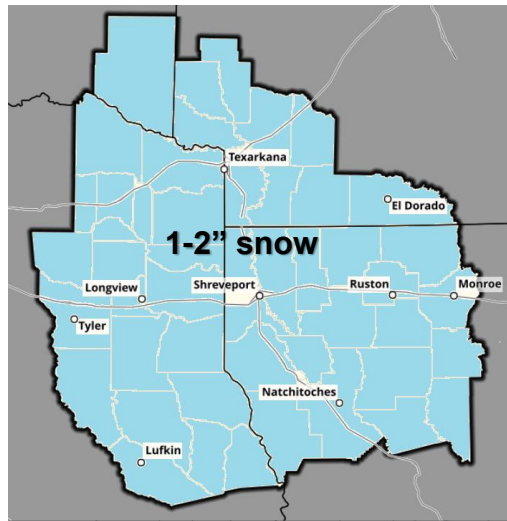 Texarkana
El Dorado
1-2” snow
Shreveport
Longview
Ruston
Monroe
Tyler
Natchitoches
Lufkin